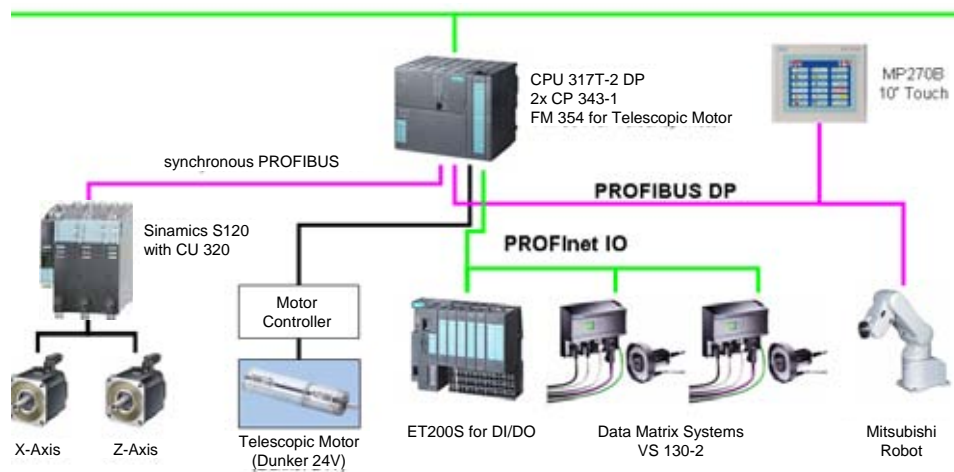 CPU 317T-2 DP
2x CP 343-1
FM 354 for Telescopic Motor
MP270B
10" Touch
synchronous PROFIBUS
PROFIBUS DP
Sinamics S120
with CU 320
PROFInet IO
Motor
Controller
X-Axis
Z-Axis
Telescopic Motor
(Dunker 24V)
ET200S for DI/DO
Data Matrix Systems
VS 130-2
Mitsubishi
Robot